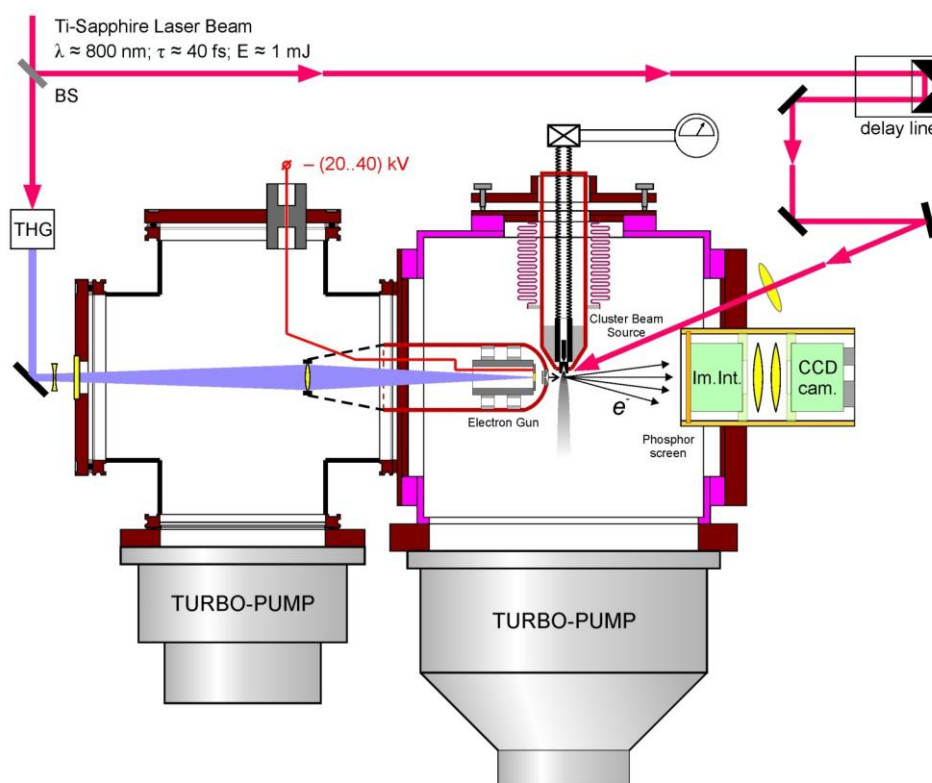 Ti-Sapphire Laser Beam
λ ≈ 800 nm; τ ≈ 40 fs; E ≈ 1 mJ
BS
delay line
– (20..40) kV
THG
Cluster Beam
Source
Im.Int.
CCD
cam.
e-
Electron Gun
Phosphor
screen
TURBO-PUMP
TURBO-PUMP